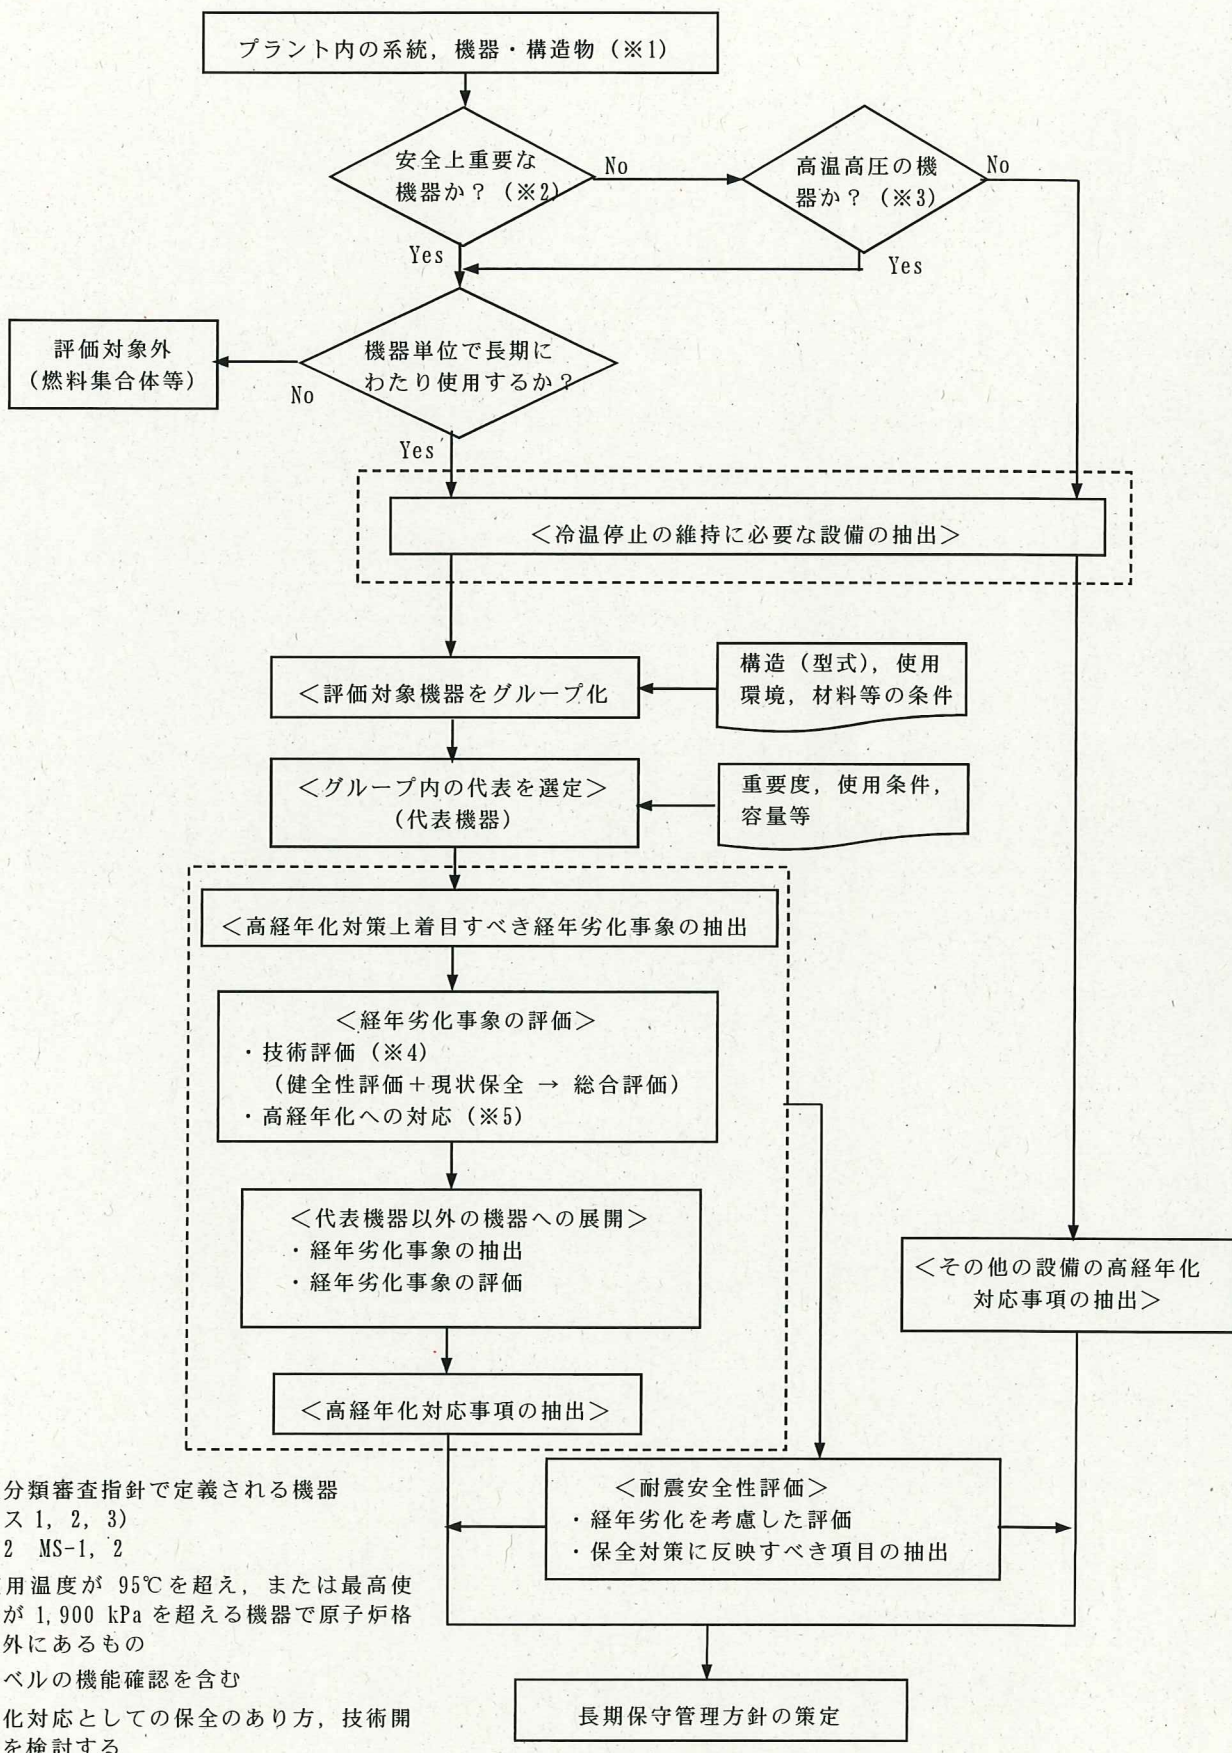 プラント内の系統，機器・構造物（※1）
安全上重要な
機器か？（※2）
No
高温高圧の機
器か？（※3）
No
Yes
Yes
評価対象外
（燃料集合体等）
機器単位で長期に
わたり使用するか？
No
Yes
＜冷温停止の維持に必要な設備の抽出＞
＜評価対象機器をグループ化
構造（型式），使用
環境，材料等の条件
＜グループ内の代表を選定＞
（代表機器）
重要度，使用条件，
容量等
＜高経年化対策上着目すべき経年劣化事象の抽出
＜経年劣化事象の評価＞
・技術評価（※4）
（健全性評価＋現状保全 → 総合評価）
・高経年化への対応（※5）
＜代表機器以外の機器への展開＞
・経年劣化事象の抽出
・経年劣化事象の評価
＜その他の設備の高経年化
対応事項の抽出＞
＜高経年化対応事項の抽出＞
＜耐震安全性評価＞
・経年劣化を考慮した評価
・保全対策に反映すべき項目の抽出
分類審査指針で定義される機器
ス 1, 2, 3)
2 MS-1, 2
用温度が 95℃を超え，または最高使
が 1,900 kPa を超える機器で原子炉格
外にあるもの
ベルの機能確認を含む
化対応としての保全のあり方，技術開
を検討する
長期保守管理方針の策定